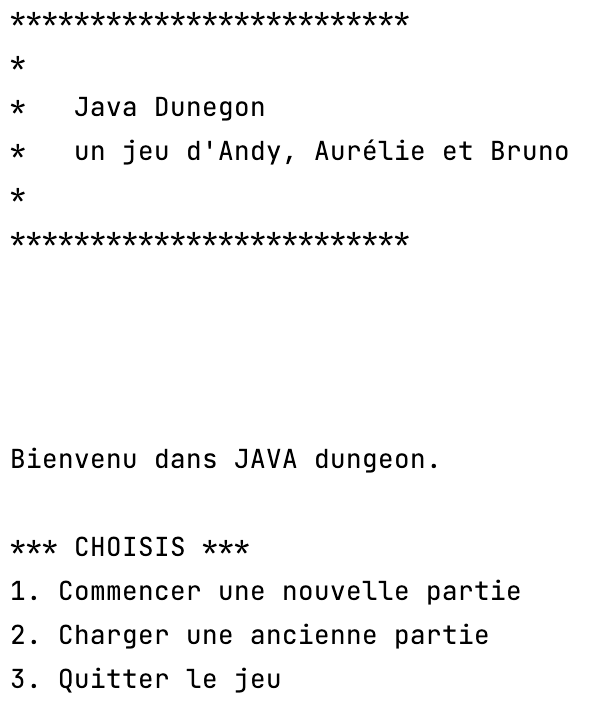 *************************
*
*   Java Dunegon
*   un jeu d'Andy, Aurélie et Bruno
*
*************************
Bienvenu dans JAVA dungeon.
*** CHOISIS ***
1. Commencer une nouvelle partie
2. Charger une ancienne partie
3. Quitter le jeu